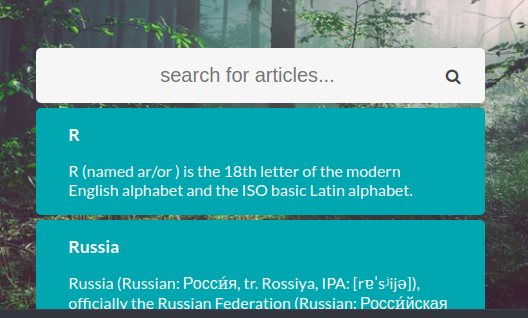 search for articles...
R
R (named ar/or ) is the 18th letter of the modern
English alphabet and the ISO basic Latin alphabet.
Russia
Russia (Russian: Росси́я, tr. Rossiya, IPA: [rɐˈsʲijə]),
officially the Russian Federation (Russian: Росси́йская